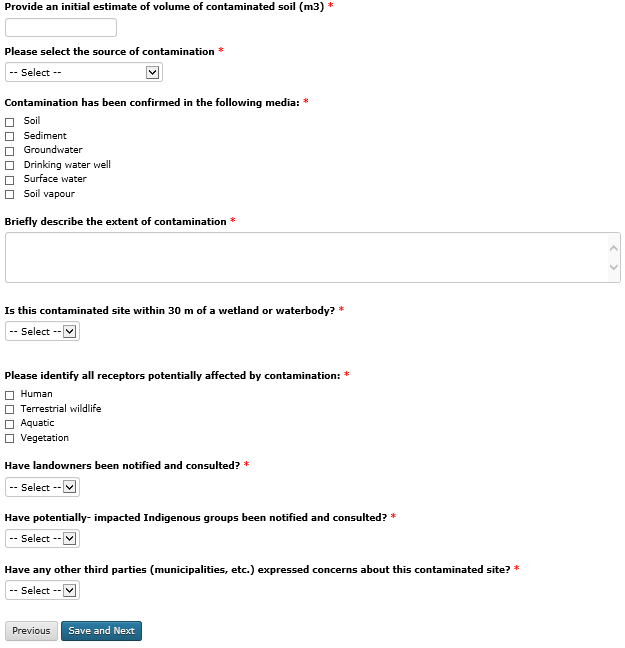 Provide an initial estimate of volume of contaminated soil (m3) *
Please select the source of contamination *
-- Select --
Contamination has been confirmed in the following media: *
Soil
Sediment
Groundwater
Drinking water well
Surface water
Soil vapour
Briefly describe the extent of contamination *
Is this contaminated site within 30 m of a wetland or waterbody? *
-- Select --
Please identify all receptors potentially affected by contamination: *
Human
Terrestrial wildlife
Aquatic
Vegetation
Have landowners been notified and consulted? *
-- Select --
Have potentially- impacted Indigenous groups been notified and consulted? *
-- Select --
Have any other third parties (municipalities, etc.) expressed concerns about this contaminated site? *
-- Select --
Previous Save and Next